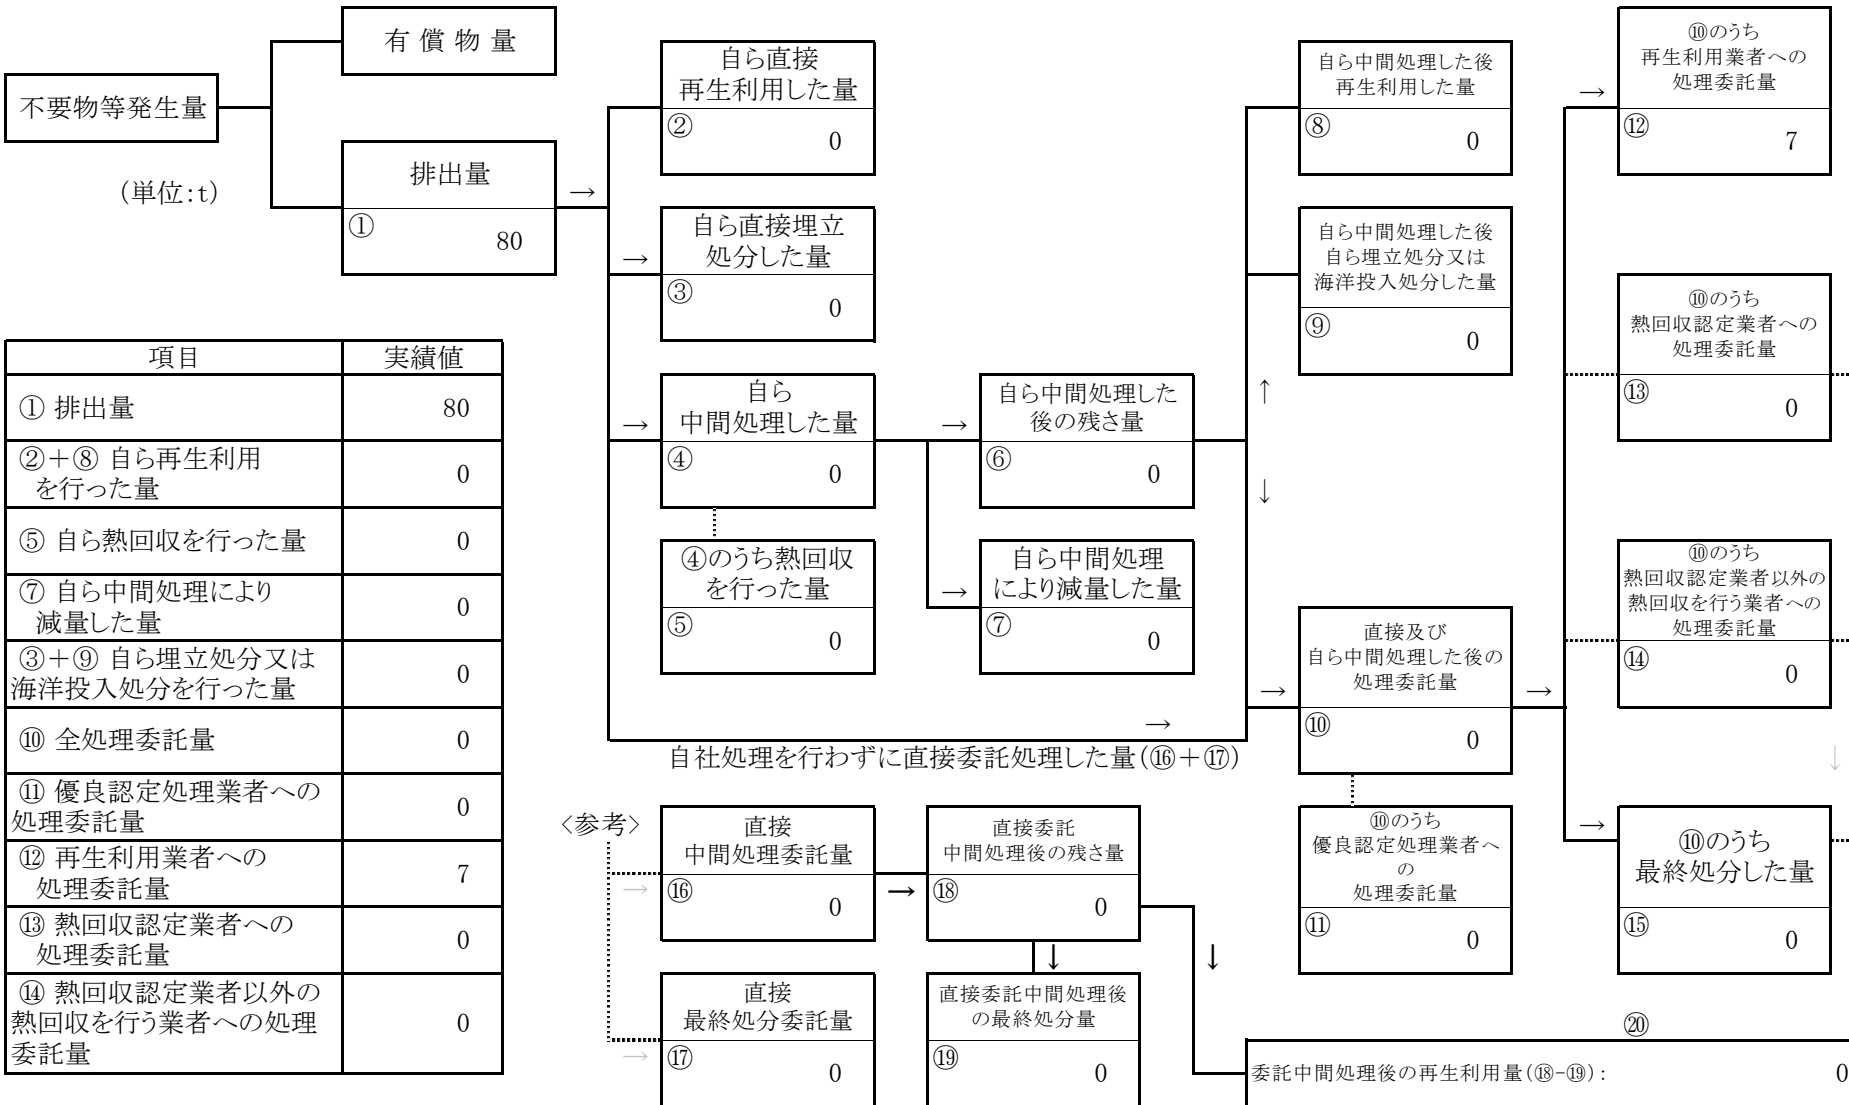 有 償 物 量
不要物等発生量
(単位:t)
排出量
→
①
80
自ら直接
再生利用した量
②
0
→
自ら直接埋立
処分した量
③
0
→
自ら
中間処理した量
④
0
④のうち熱回収
を行った量
⑤
0
→
自ら中間処理した
後の残さ量
⑥
0
→
自ら中間処理
により減量した量
⑦
0
→
自社処理を行わずに直接委託処理した量(⑯+⑰)
↑
↓
自ら中間処理した後
再生利用した量
⑧
0
自ら中間処理した後
自ら埋立処分又は
海洋投入処分した量
⑨
0
→
直接及び
自ら中間処理した後の
処理委託量
⑩
0
⑩のうち
優良認定処理業者へ
の
処理委託量
⑪
0
→
→
⑩のうち
再生利用業者への
処理委託量
⑫
7
⑩のうち
熱回収認定業者への
処理委託量
⑬
0
⑩のうち
熱回収認定業者以外の
熱回収を行う業者への
処理委託量
⑭
0
↓
→
⑩のうち
最終処分した量
⑮
0
項目 実績値
① 排出量 80
②+⑧ 自ら再生利用
を行った量 0
⑤ 自ら熱回収を行った量 0
⑦ 自ら中間処理により
減量した量 0
③+⑨ 自ら埋立処分又は
海洋投入処分を行った量 0
⑩ 全処理委託量 0
⑪ 優良認定処理業者への
処理委託量 0
⑫ 再生利用業者への
処理委託量 7
⑬ 熱回収認定業者への
処理委託量 0
⑭ 熱回収認定業者以外の
熱回収を行う業者への処理
委託量 0
<参考>
→
直接
中間処理委託量
⑯
0
→
直接委託
中間処理後の残さ量
⑱
0
↓
↓
→
直接
最終処分委託量
⑰
0
直接委託中間処理後
の最終処分量
⑲
0
⑳
委託中間処理後の再生利用量(⑱-⑲): 0